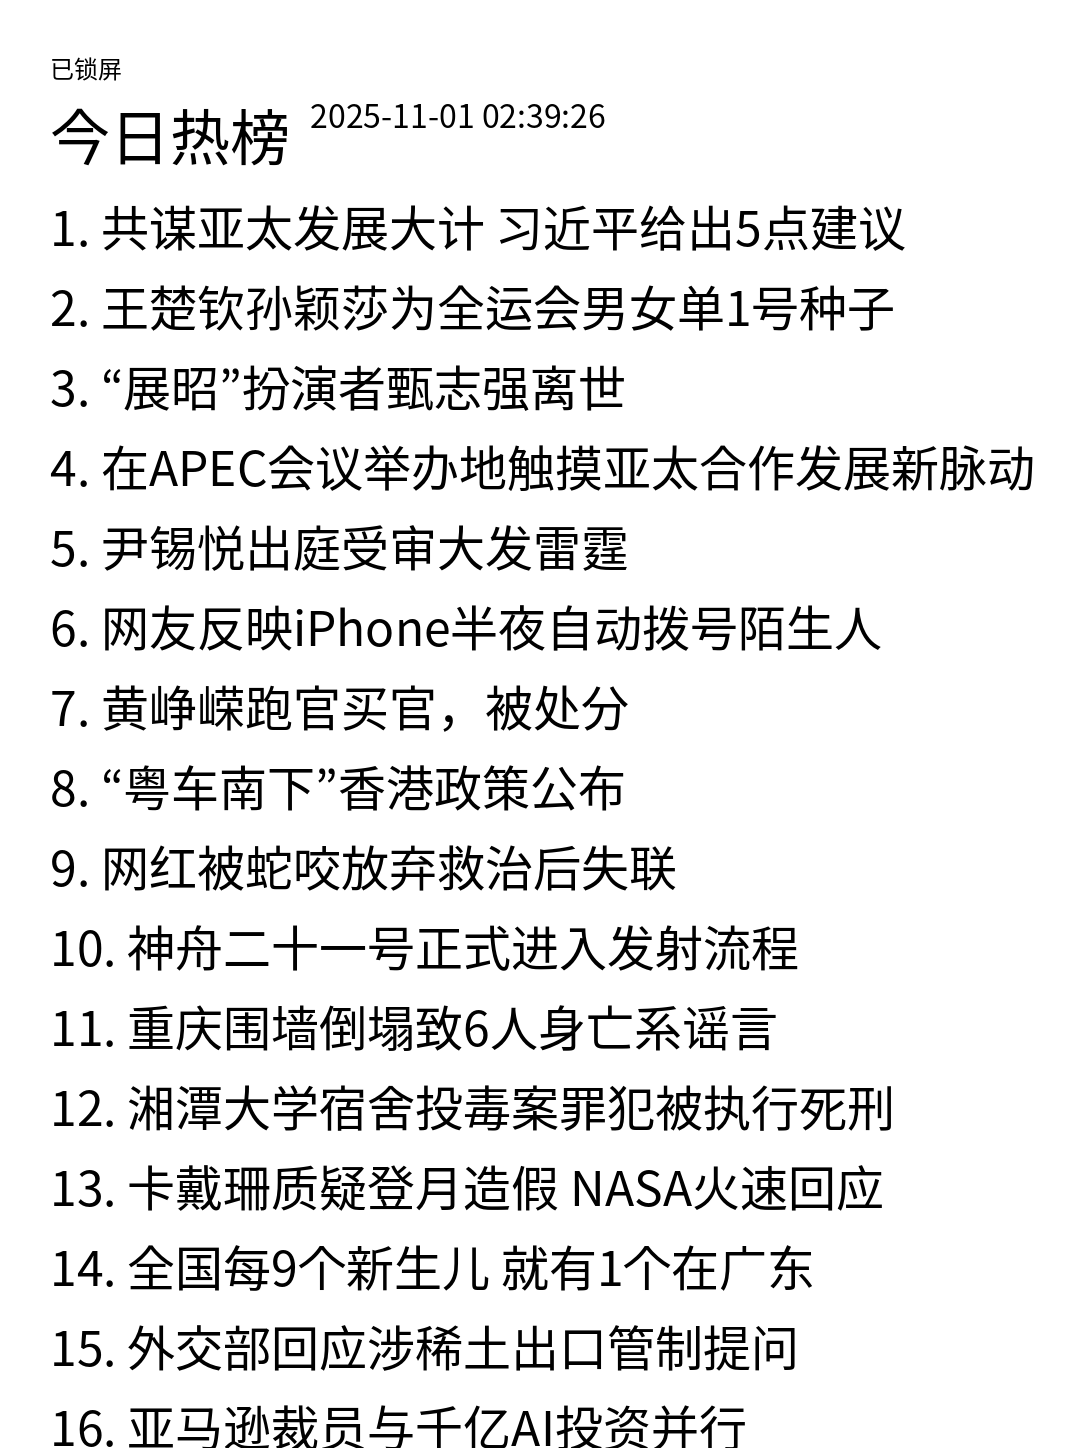 已锁屏
今日热榜 2025-11-01 02:39:26
1. 共谋亚太发展大计 习近平给出5点建议
2. 王楚钦孙颖莎为全运会男女单1号种子
3. “展昭”扮演者甄志强离世
4. 在APEC会议举办地触摸亚太合作发展新脉动
5. 尹锡悦出庭受审大发雷霆
6. 网友反映iPhone半夜自动拨号陌生人
7. 黄峥嵘跑官买官，被处分
8. “粤车南下”香港政策公布
9. 网红被蛇咬放弃救治后失联
10. 神舟二十一号正式进入发射流程
11. 重庆围墙倒塌致6人身亡系谣言
12. 湘潭大学宿舍投毒案罪犯被执行死刑
13. 卡戴珊质疑登月造假 NASA火速回应
14. 全国每9个新生儿 就有1个在广东
15. 外交部回应涉稀土出口管制提问
16. 亚马逊裁员与千亿AI投资并行